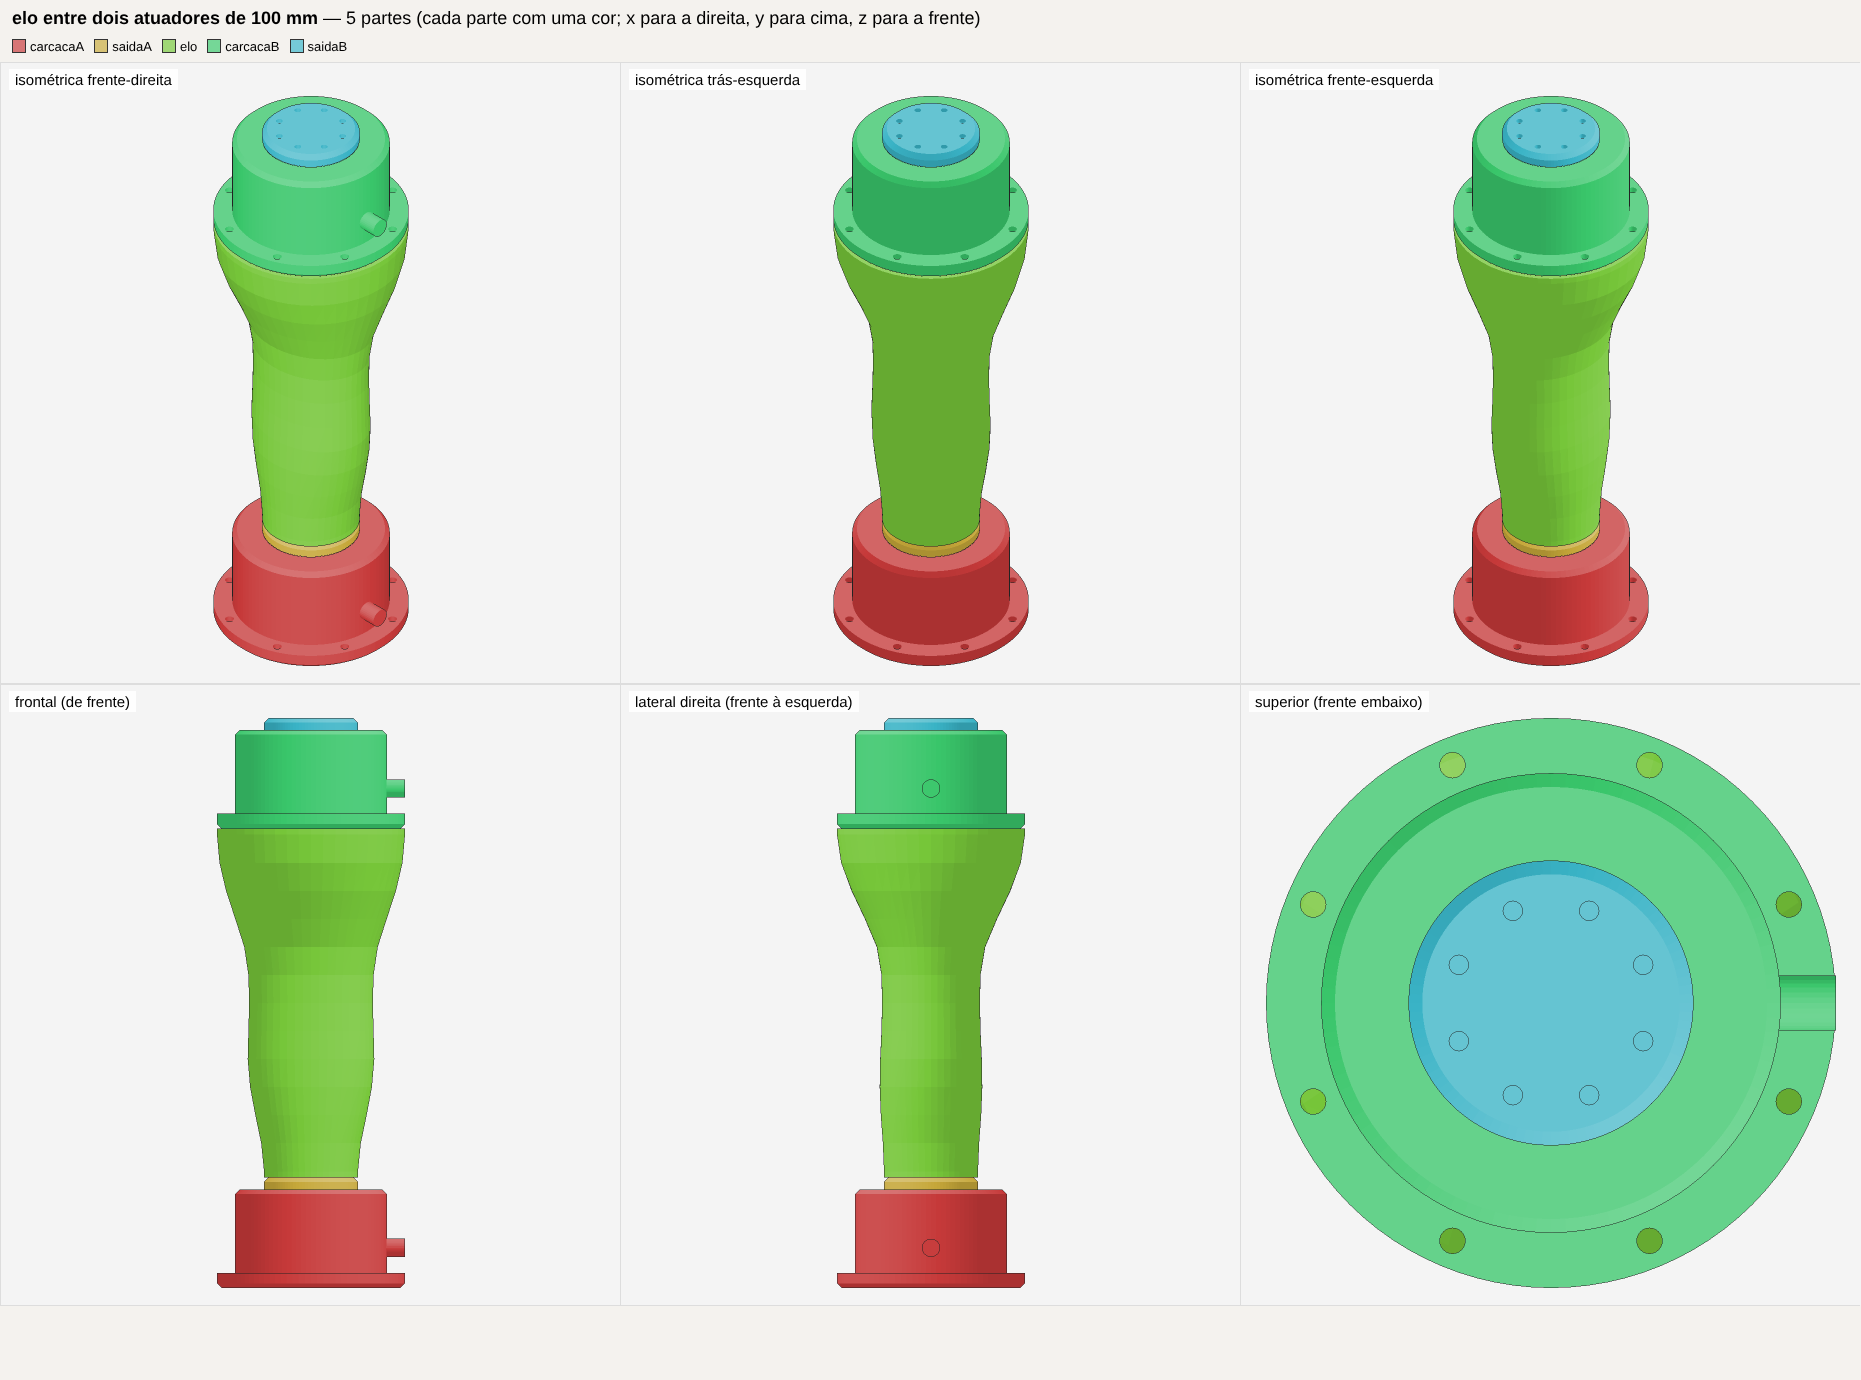 elo entre dois atuadores de 100 mm — 5 partes (cada parte com uma cor; x para a direita, y para cima, z para a frente)
carcacaA saidaA elo carcacaB saidaB
isométrica frente-direita
isométrica trás-esquerda
isométrica frente-esquerda
frontal (de frente)
lateral direita (frente à esquerda)
superior (frente embaixo)